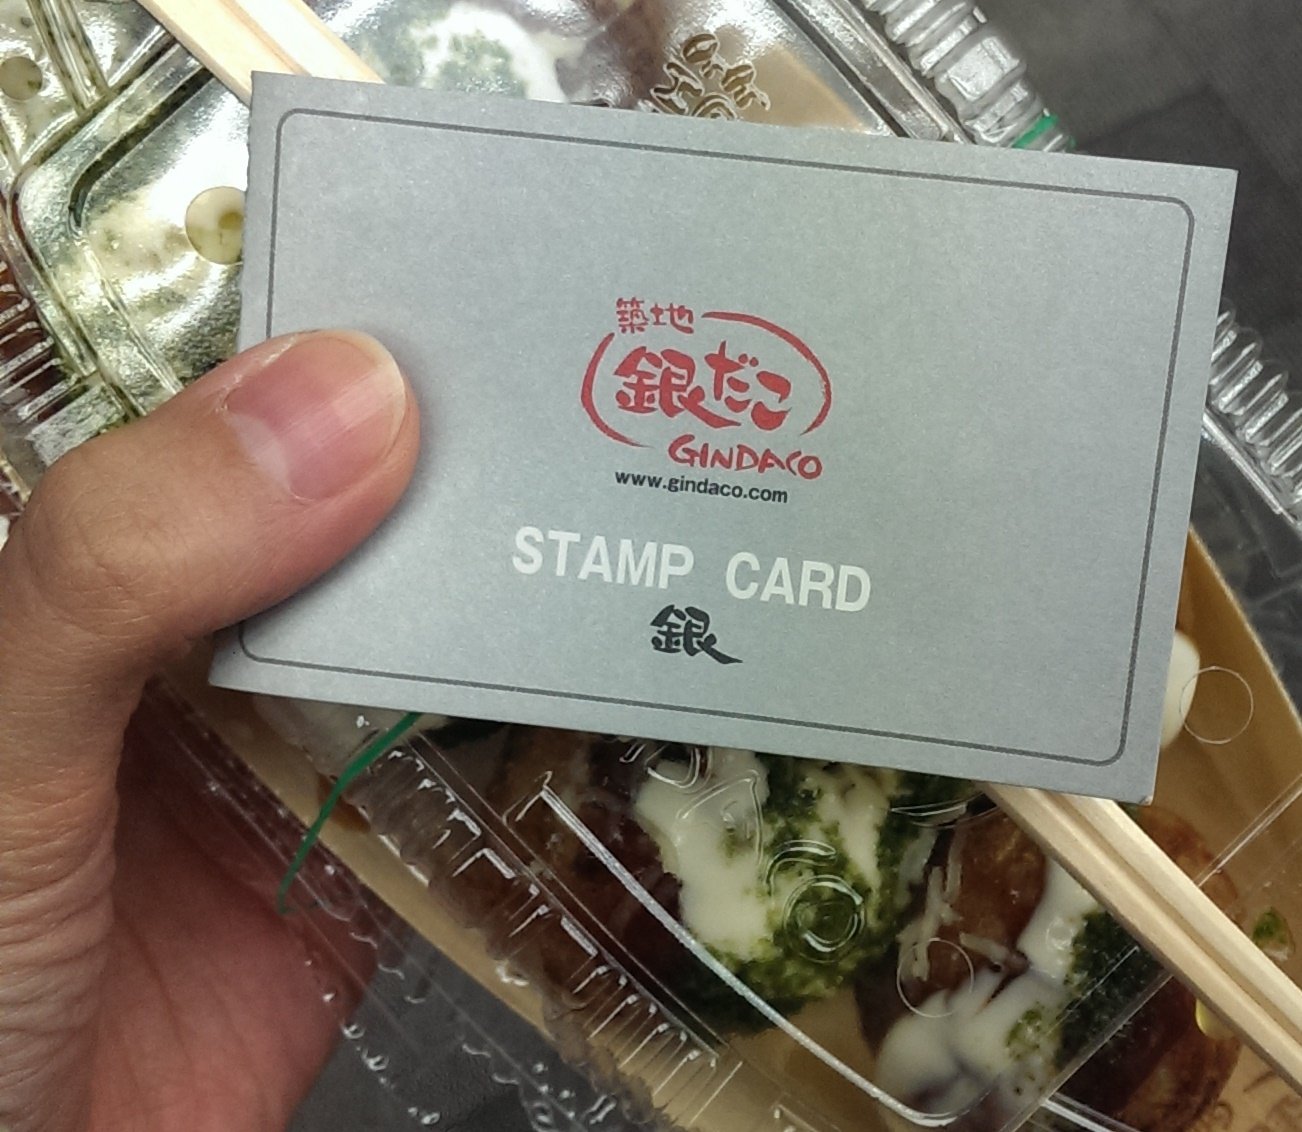 築地
銀だこ
GINDACO
www.gindaco.com
STAMP CARD
銀